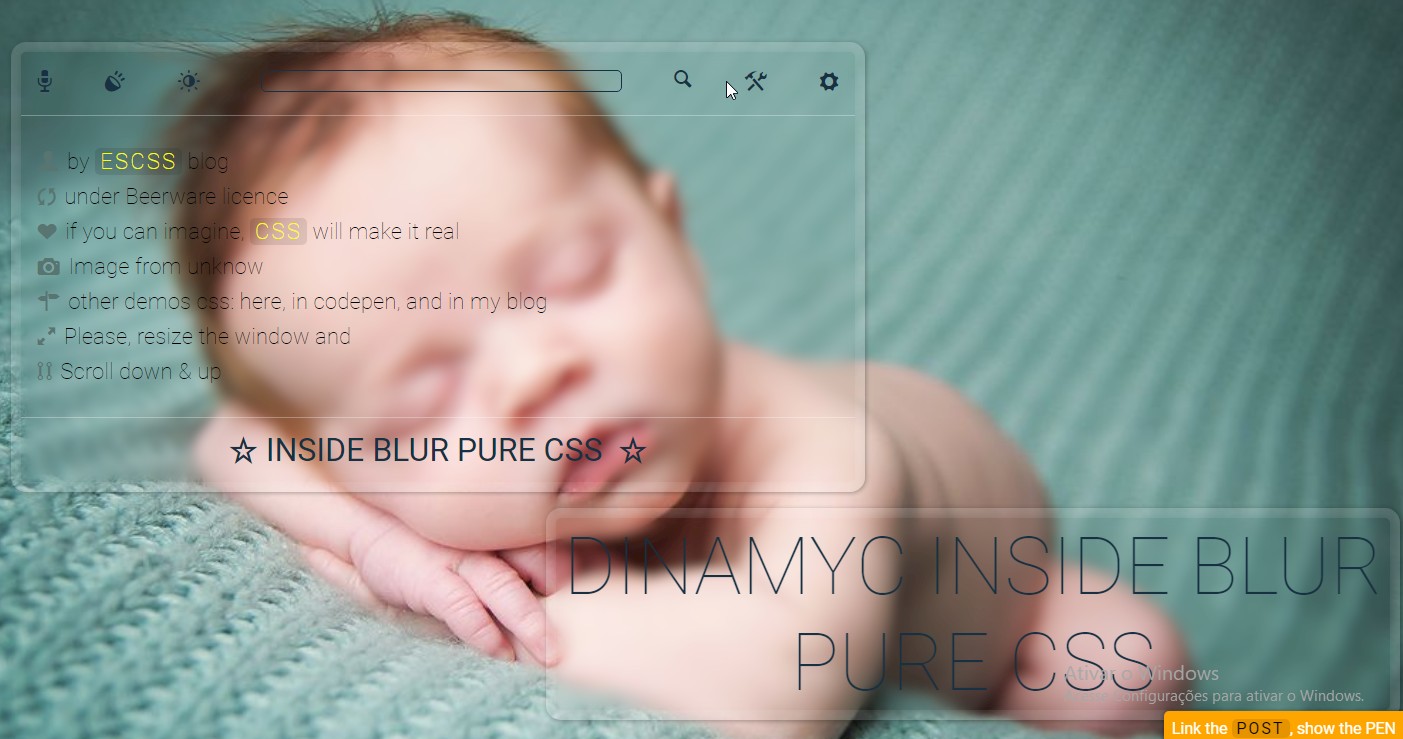 by ESCSS blog
under Beerware licence
if you can imagine, CSS will make it real
Image from unknow
other demos css: here, in codepen, and in my blog
Please, resize the window and
Scroll down & up
☆ INSIDE BLUR PURE CSS ☆
DINAMYC INSIDE BLUR
PURE CSS
Ativar o Windows
configurações para ativar o Windows.
Link the POST, show the PEN